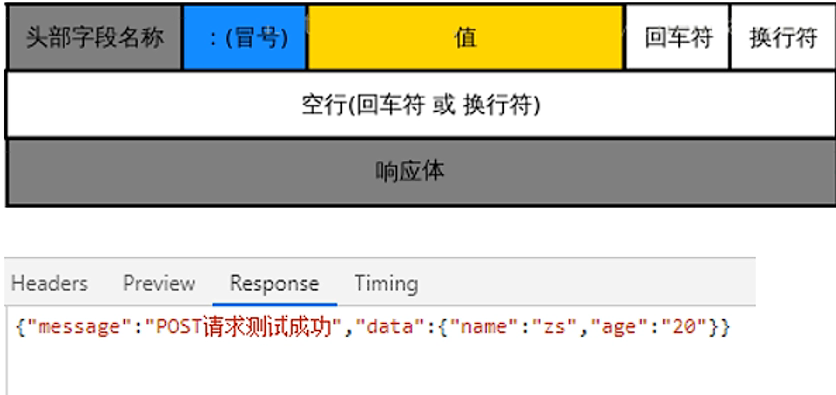 头部字段名称 ：(冒号) 值 回车符 换行符
空行(回车符 或 换行符)
响应体
Headers Preview Response Timing
{"message":"POST请求测试成功","data":{"name":"zs","age":"20"}}